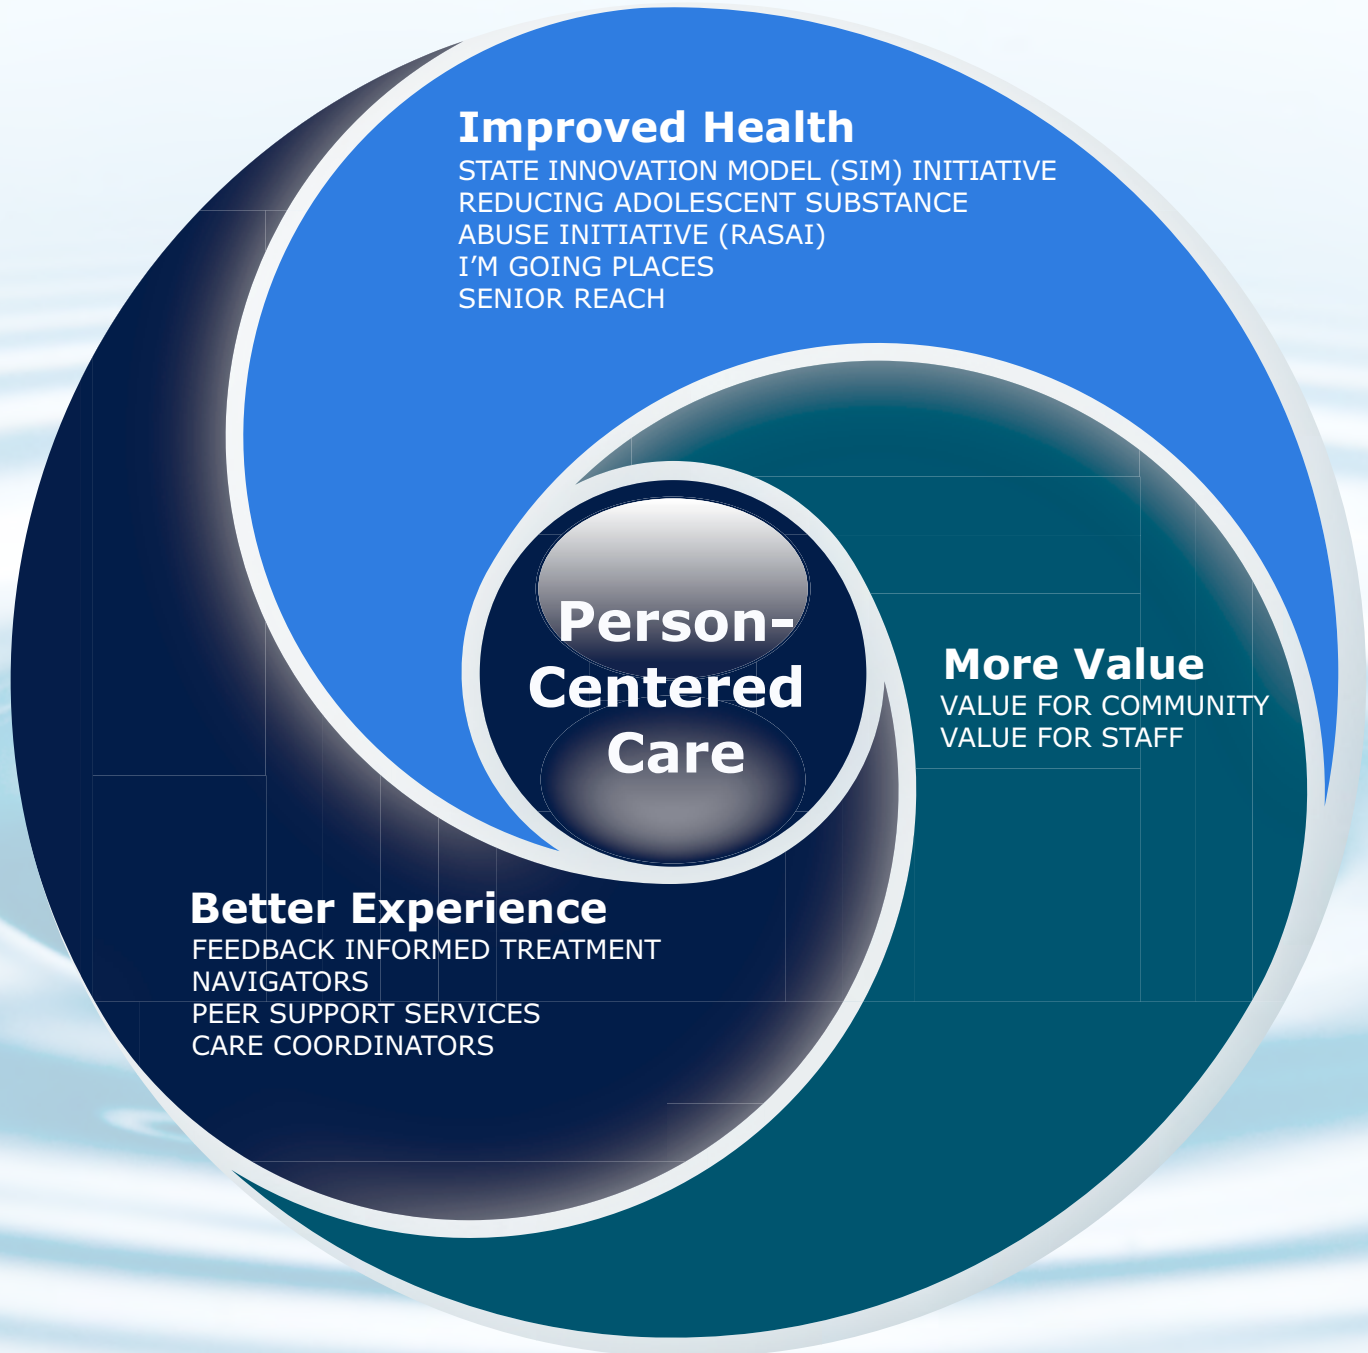 Improved Health
STATE INNOVATION MODEL (SIM) INITIATIVE
REDUCING ADOLESCENT SUBSTANCE
ABUSE INITIATIVE (RASAI)
I’M GOING PLACES
SENIOR REACH
Person-
Centered
Care
More Value
VALUE FOR COMMUNITY
VALUE FOR STAFF
Better Experience
FEEDBACK INFORMED TREATMENT
NAVIGATORS
PEER SUPPORT SERVICES
CARE COORDINATORS